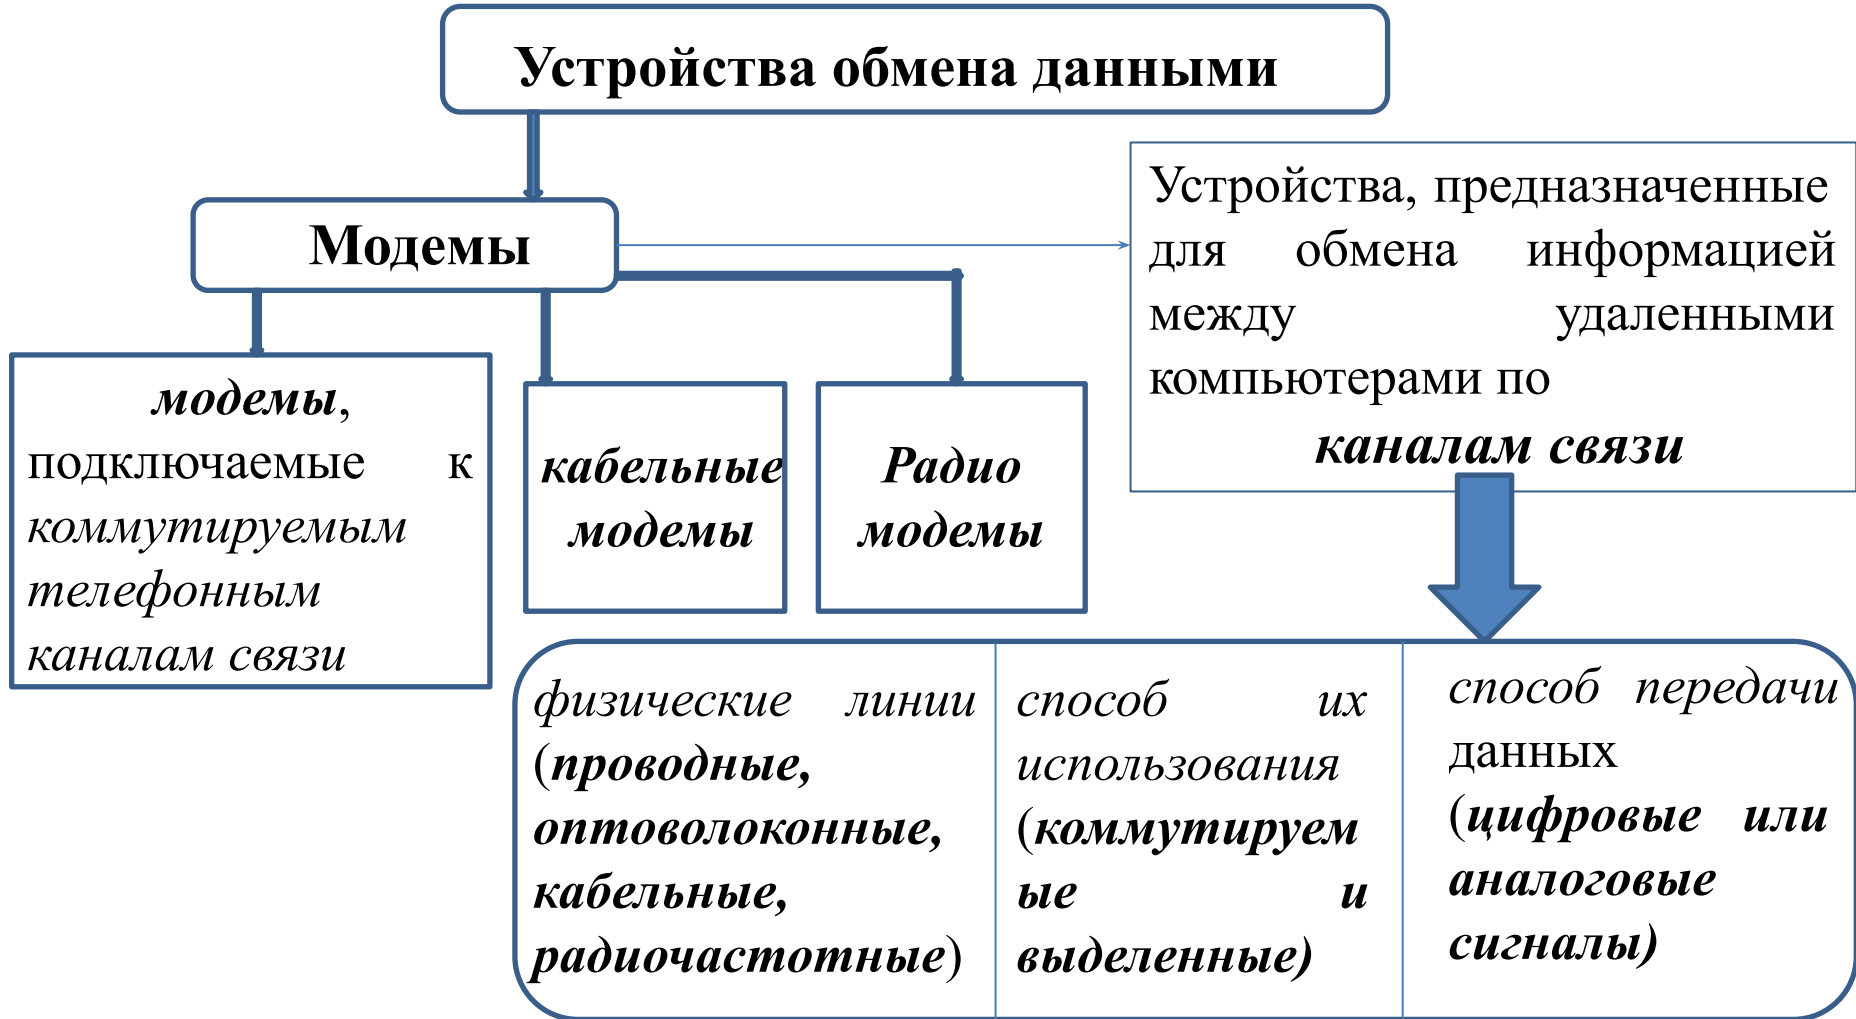 Устройства обмена данными
Модемы
Устройства, предназначенные
для обмена информацией
между удаленными
компьютерами по
каналам связи
модемы,
подключаемые к
коммутируемым
телефонным
каналам связи
кабельные
модемы
Радио
модемы
физические линии
(проводные,
оптоволоконные,
кабельные,
радиочастотные)
способ их
использования
(коммутируем
ые и
выделенные)
способ передачи
данных
(цифровые или
аналоговые
сигналы)